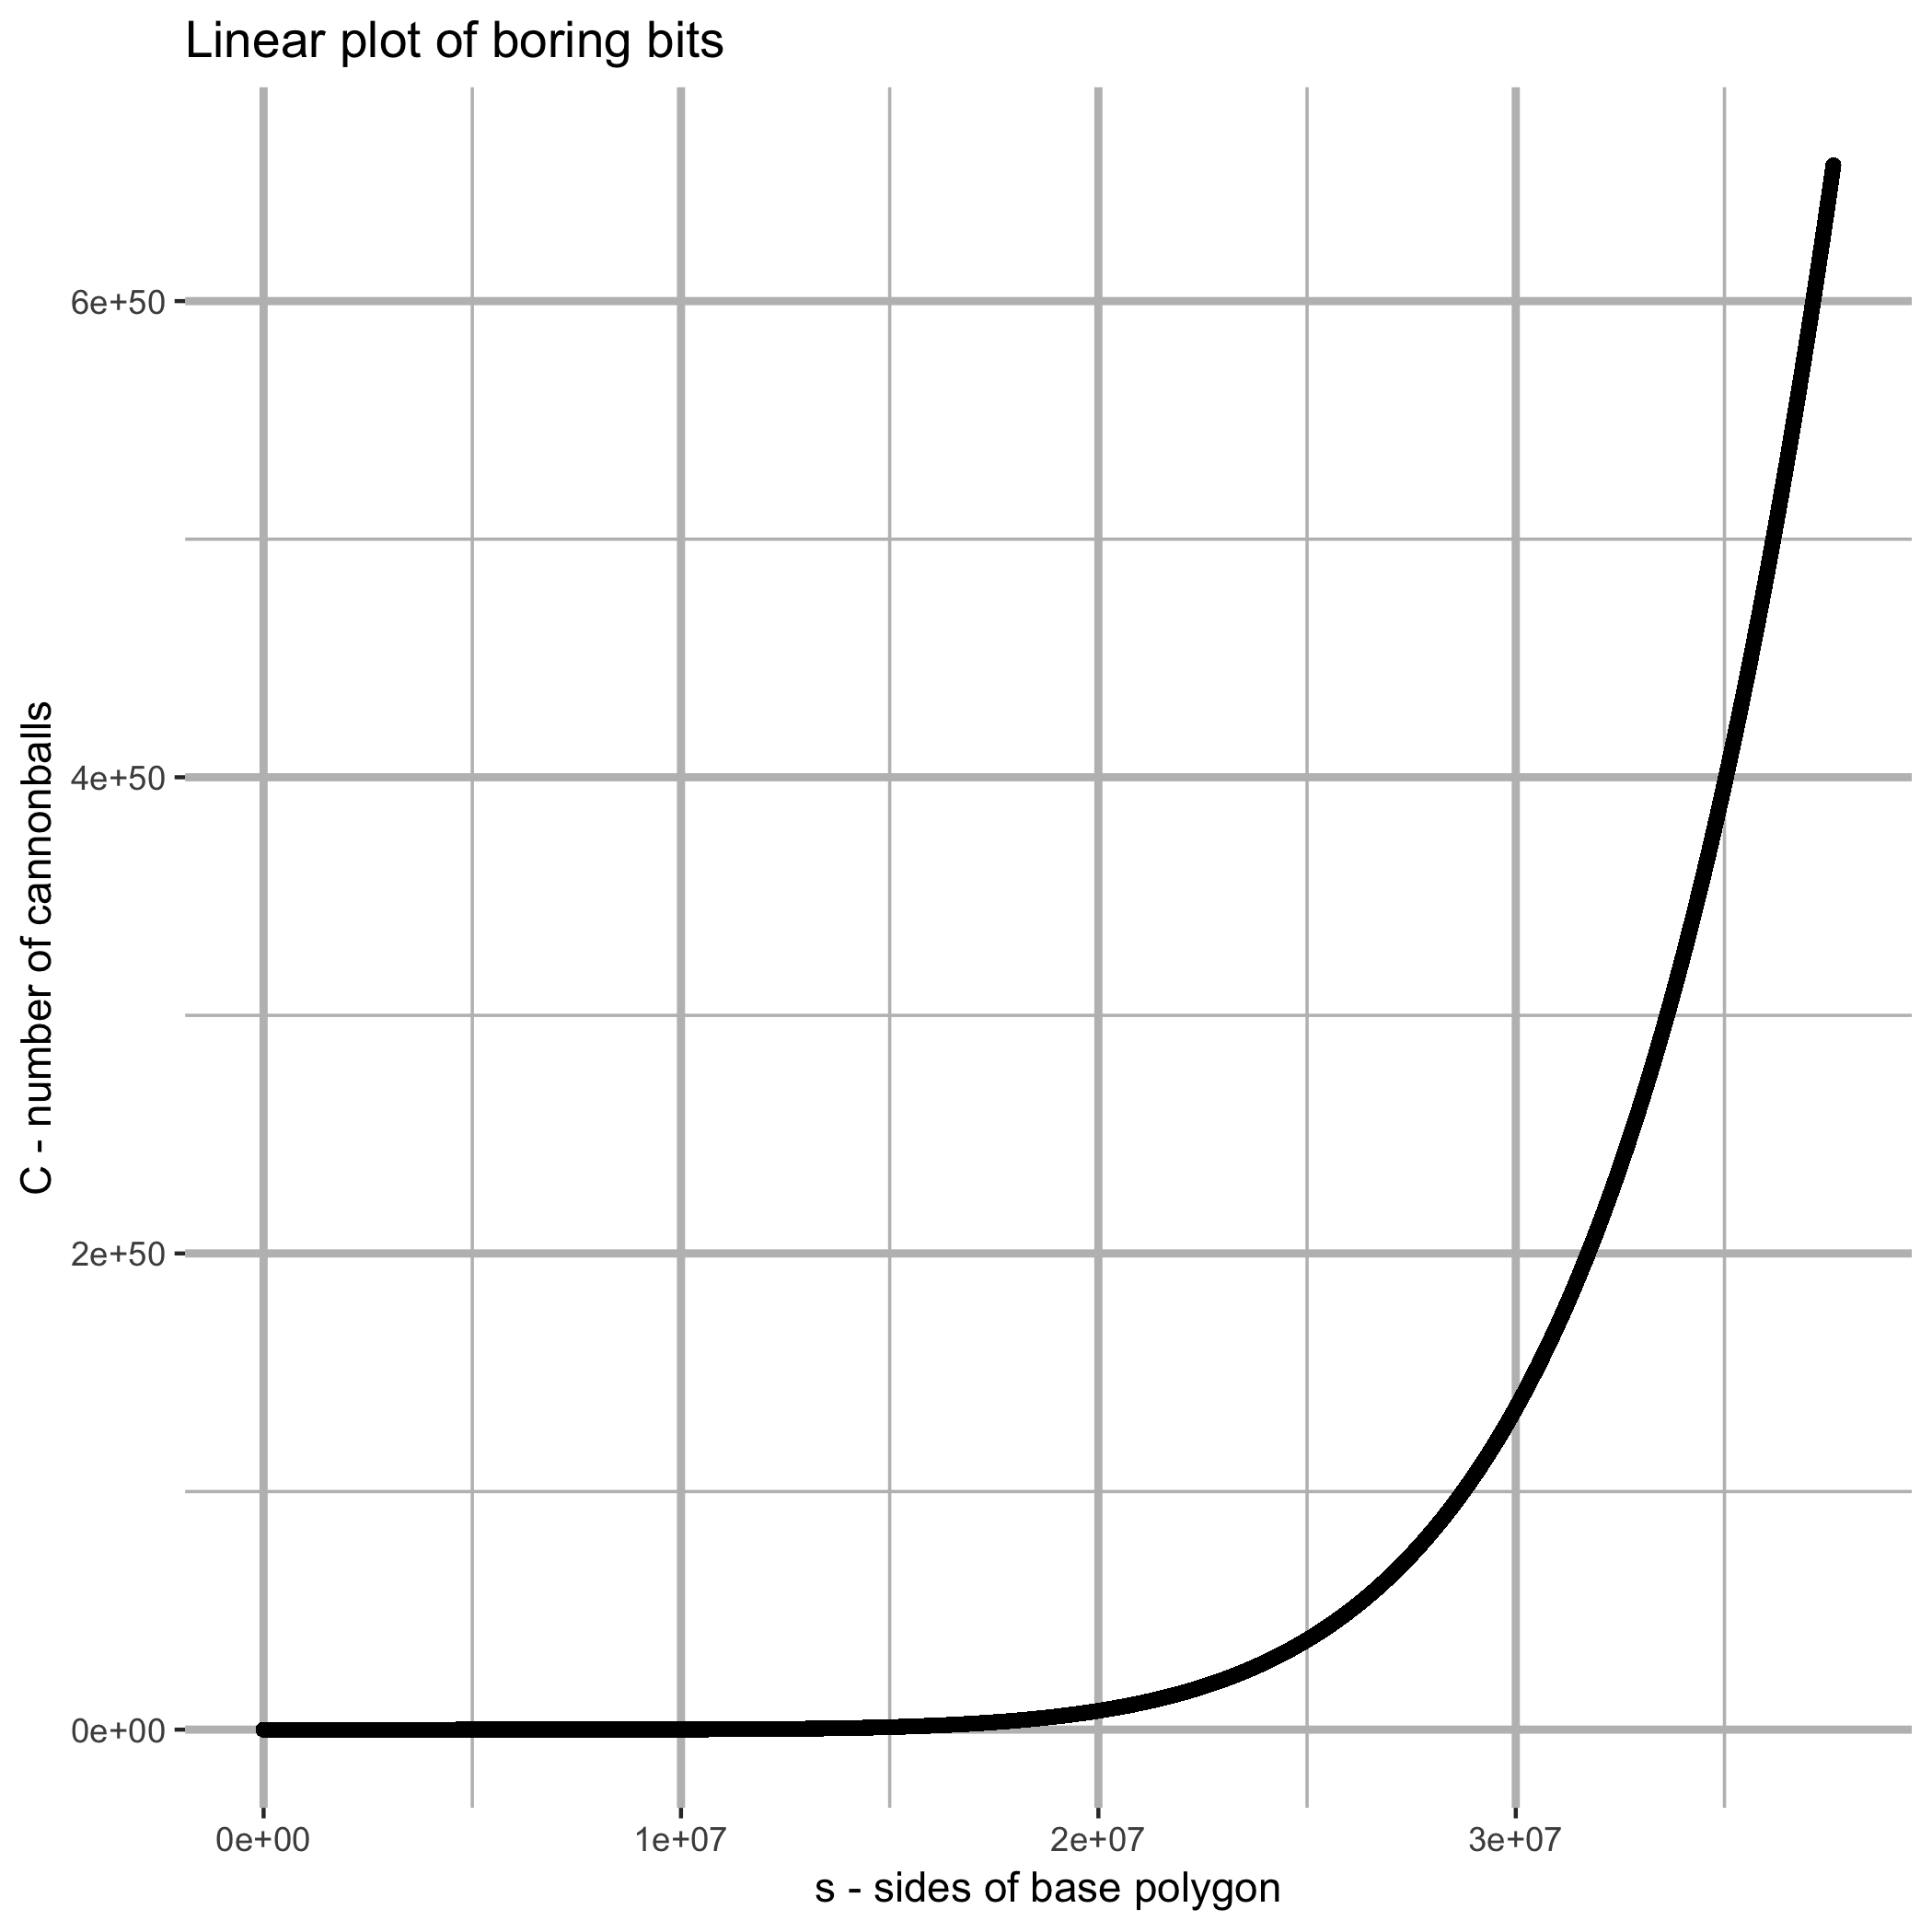 Linear plot of boring bits
6e+50
4e+50
2e+50
0e+00
C - number of cannonballs
0e+00 1e+07 2e+07 3e+07
s - sides of base polygon